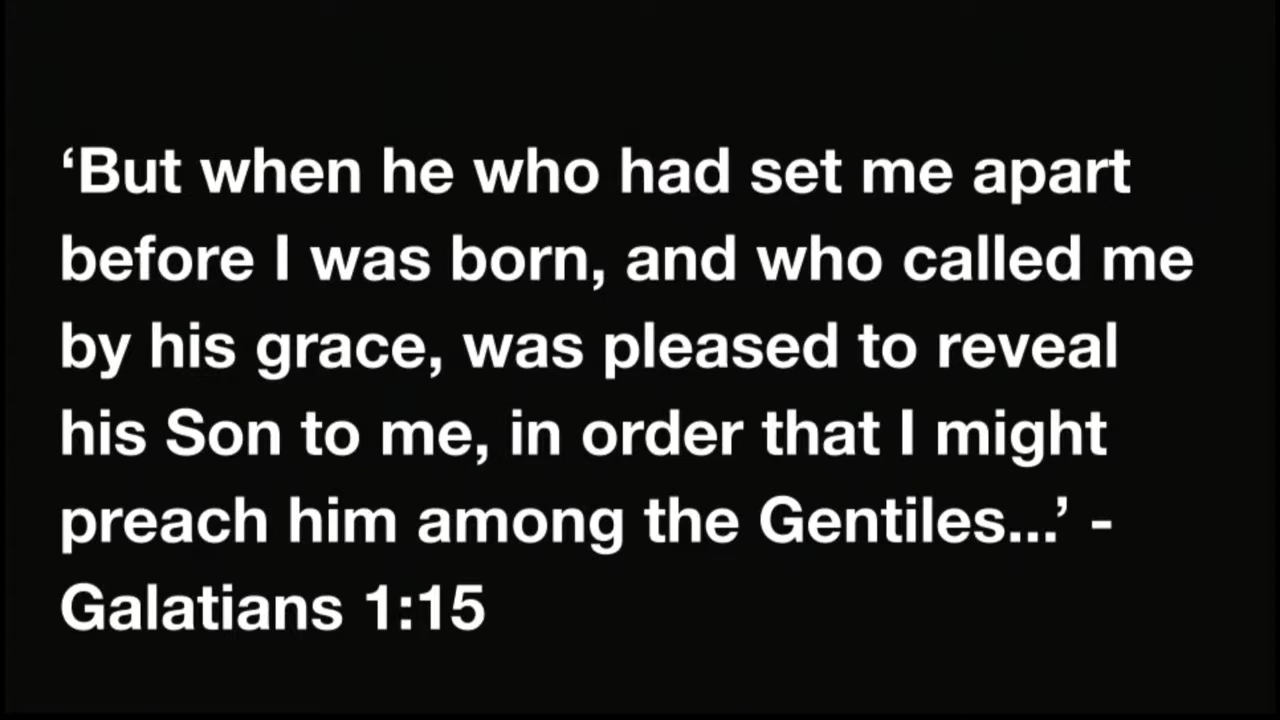 ‘But when he who had set me apart
before I was born, and who called me
by his grace, was pleased to reveal
his Son to me, in order that I might
preach him among the Gentiles...’ -
Galatians 1:15